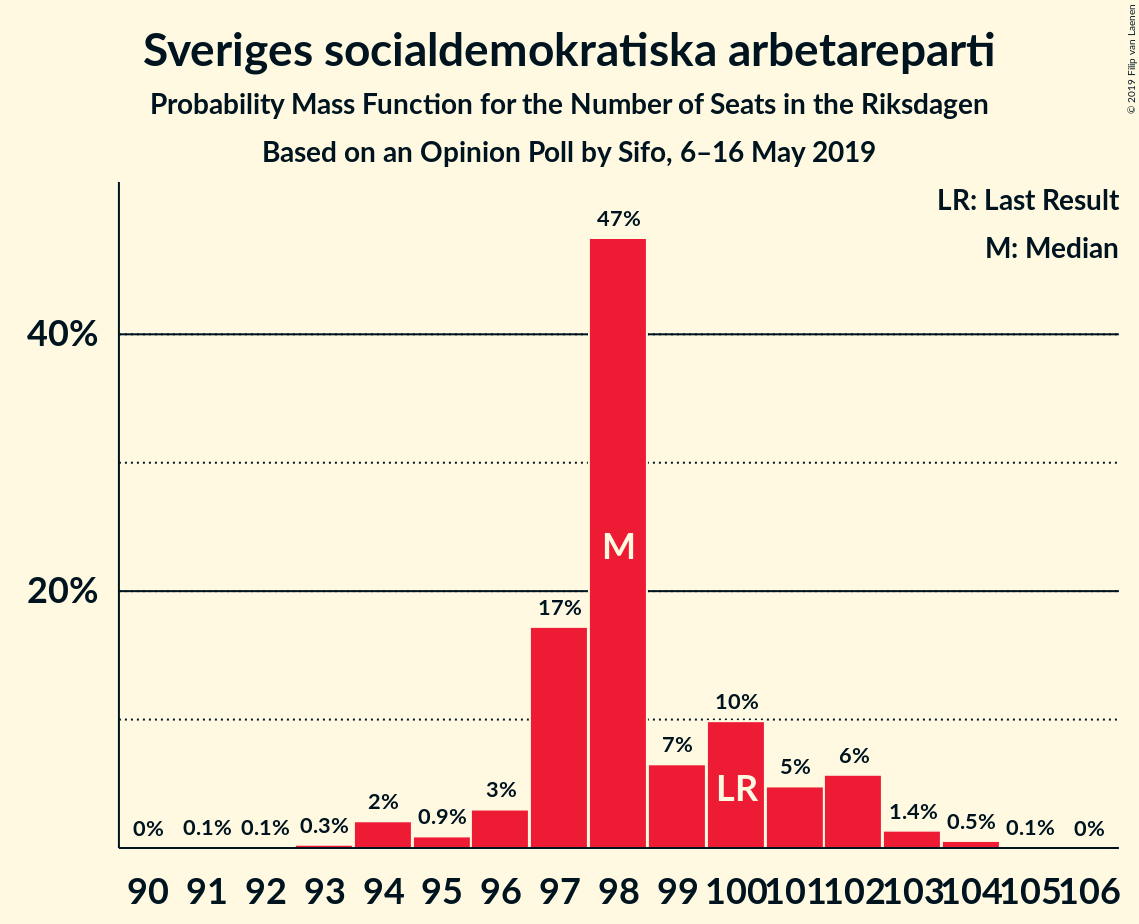 Sveriges socialdemokratiska arbetareparti
Probability Mass Function for the Number of Seats in the Riksdagen
Based on an Opinion Poll by Sifo, 6–16 May 2019
© 2019 Filip van Laenen
LR: Last Result
M: Median
40%
20%
0%
0.1%
0.1%
0.3%
2%
0.9%
3%
17%
47%
7%
10%
5%
6%
1.4%
0.5%
0.1%
0%
M
LR
90 91 92 93 94 95 96 97 98 99 100 101 102 103 104 105 106